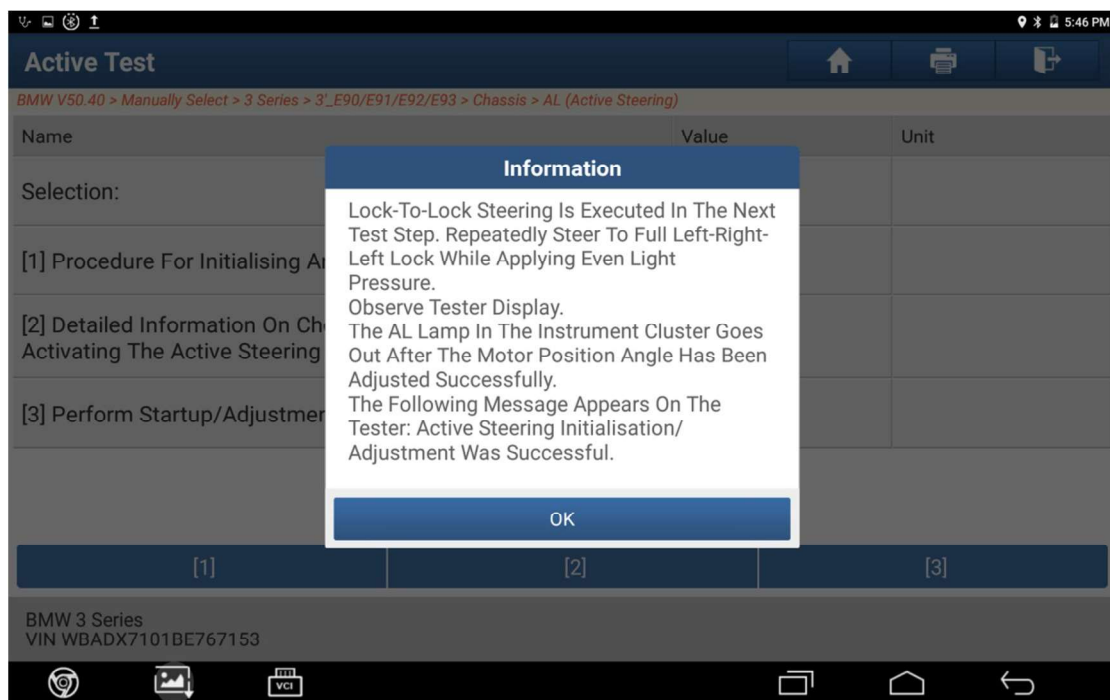 5:46 PM
Active Test
BMW V50.40 > Manually Select > 3 Series > 3'_E90/E91/E92/E93 > Chassis > AL (Active Steering)
Name Value Unit
Information
Selection:
Lock-To-Lock Steering Is Executed In The Next
Test Step. Repeatedly Steer To Full Left-Right-
Left Lock While Applying Even Light
Pressure.
Observe Tester Display.
The AL Lamp In The Instrument Cluster Goes
Out After The Motor Position Angle Has Been
Adjusted Successfully.
The Following Message Appears On The
Tester: Active Steering Initialisation/
Adjustment Was Successful.
[1] Procedure For Initialising
[2] Detailed Information On
Activating The Active Steering
[3] Perform
OK
[1] [2] [3]
BMW 3 Series
VIN WBADX7101BE767153
VCI